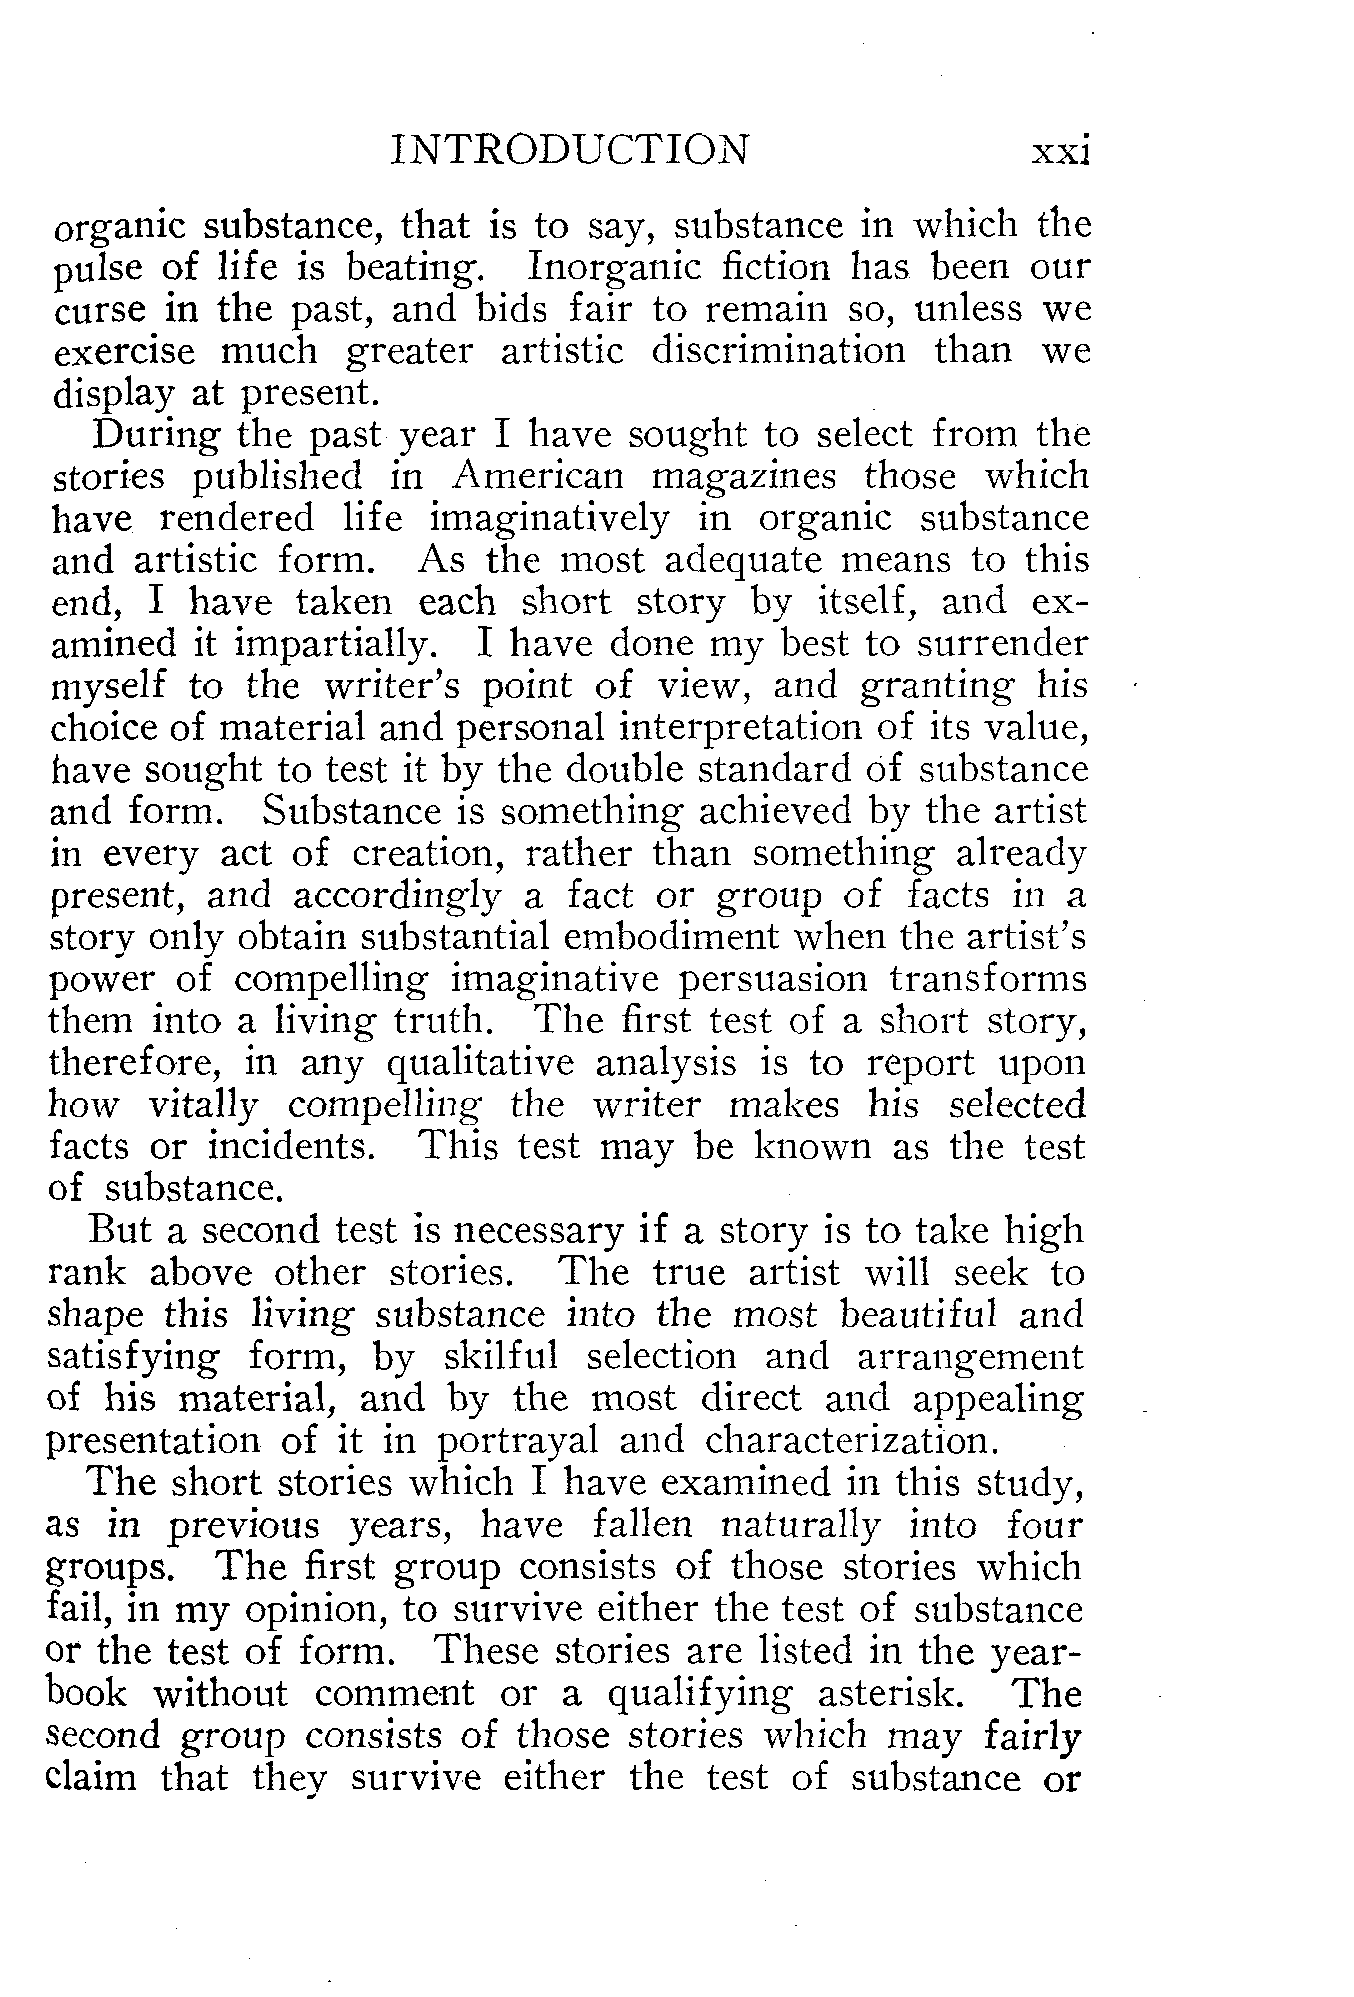 INTRODUCTION xxi
organic substance, that is to say, substance in which the
pulse of life is beating. Inorganic fiction has been our
curse in the past, and bids fair to remain so, unless we
exercise much greater artistic discrimination than we
display at present.
During the past year I have sought to select from the
stories published in American magazines those which
have rendered life imaginatively in organic substance
and artistic form. As the most adequate means to this
end, I have taken each short story by itself, and ex-
amined it impartially. I have done my best to surrender
myself to the writer's point of view, and granting his
choice of material and personal interpretation of its value,
have sought to test it by the double standard of substance
and form. Substance is something achieved by the artist
in every act of creation, rather than something already
present, and accordingly a fact or group of facts in a
story only obtain substantial embodiment when the artist's
power of compelling imaginative persuasion transforms
them into a living truth. The first test of a short story,
therefore, in any qualitative analysis is to report upon
how vitally compelling the writer makes his selected
facts or incidents. This test may be known as the test
of substance.
But a second test is necessary if a story is to take high
rank above other stories. The true artist will seek to
shape this living substance into the most beautiful and
satisfying form, by skilful selection and arrangement
of his material, and by the most direct and appealing
presentation of it in portrayal and characterization.
The short stories which I have examined in this study,
as in previous years, have fallen naturally into four
groups. The first group consists of those stories which
fail, in my opinion, to survive either the test of substance
or the test of form. These stories are listed in the year-
book without comment or a qualifying asterisk. The
second group consists of those stories which may fairly
claim that they survive either the test of substance or